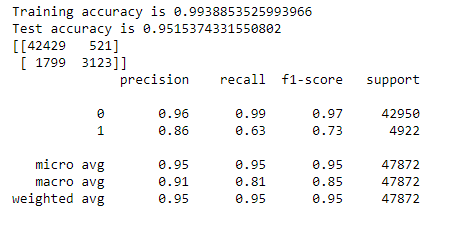 Training accuracy is 0.9938853525993966
Test accuracy is 0.9515374331550802
[[42429   521]
 [ 1799  3123]]
              precision    recall  f1-score   support

           0       0.96      0.99      0.97     42950
           1       0.86      0.63      0.73      4922

   micro avg       0.95      0.95      0.95     47872
   macro avg       0.91      0.81      0.85     47872
weighted avg       0.95      0.95      0.95     47872